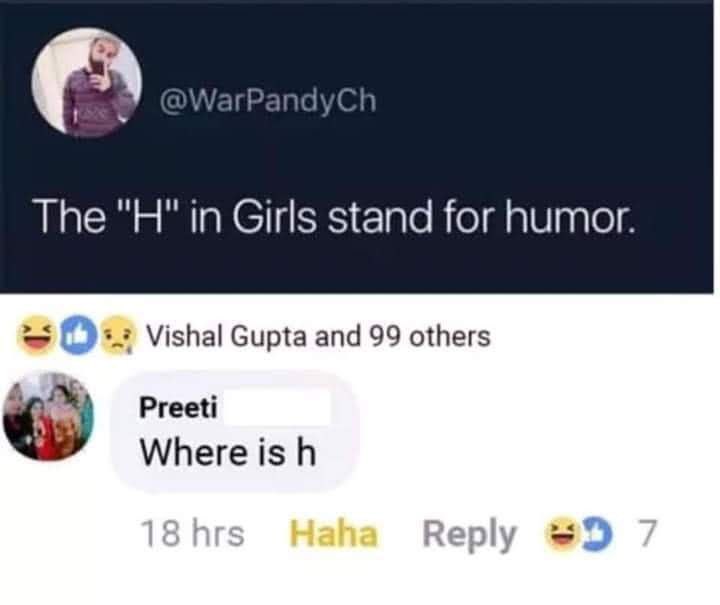 @WarPandyCh
The "H" in Girls stand for humor.
Vishal Gupta and 99 others
Preeti
Where is h
18 hrs Haha Reply 7